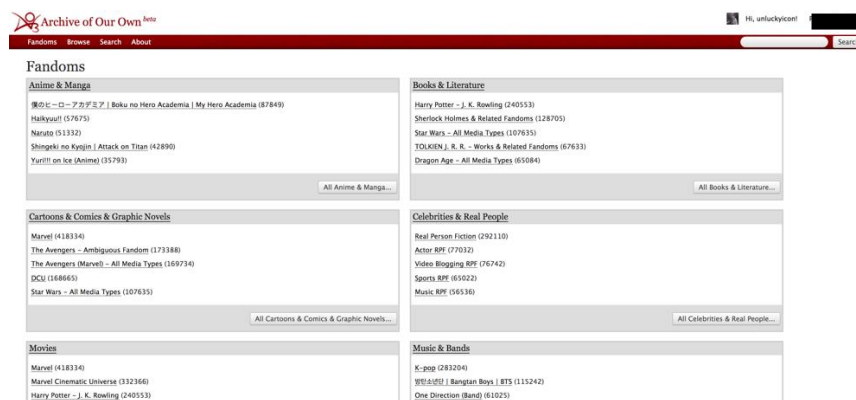 Archive of Our Own beta
Hi, unluckyicon!
Fandoms Browse Search About
Searc
Fandoms
Anime & Manga
僕のヒーローアカデミア | Boku no Hero Academia | My Hero Academia (87849)
Haikyuu!! (57675)
Naruto (51332)
Shingeki no Kyojin | Attack on Titan (42890)
Yuri!!! on Ice (Anime) (35793)
All Anime & Manga...
Books & Literature
Harry Potter - J. K. Rowling (240553)
Sherlock Holmes & Related Fandoms (128705)
Star Wars - All Media Types (107635)
TOLKIEN J. R. R. - Works & Related Fandoms (67633)
Dragon Age - All Media Types (65084)
All Books & Literature...
Cartoons & Comics & Graphic Novels
Marvel (418334)
The Avengers - Ambiguous Fandom (173388)
The Avengers (Marvel) - All Media Types (169734)
DCU (168665)
Star Wars - All Media Types (107635)
All Cartoons & Comics & Graphic Novels...
Celebrities & Real People
Real Person Fiction (292110)
Actor RPF (77032)
Video Blogging RPF (76742)
Sports RPF (65022)
Music RPF (56536)
All Celebrities & Real People...
Movies
Marvel (418334)
Marvel Cinematic Universe (332366)
Harry Potter - J. K. Rowling (240553)
Music & Bands
K-pop (283204)
방탄소년단 | Bangtan Boys | BTS (115242)
One Direction (Band) (61025)